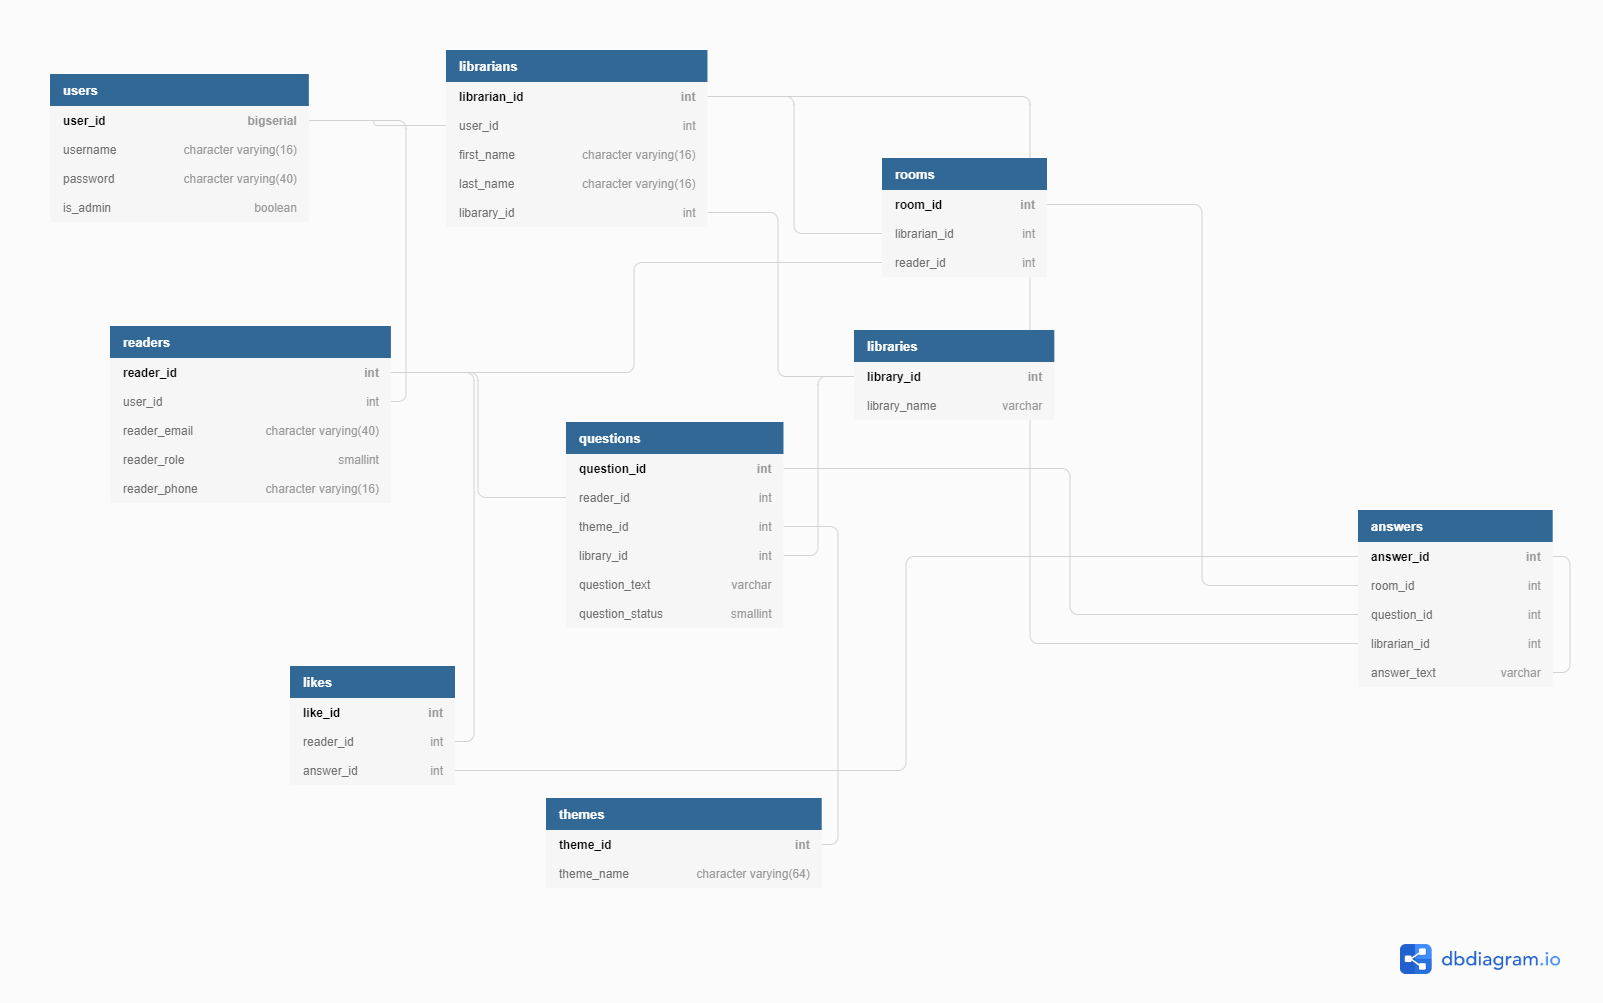 users
user_id bigserial
username character varying(16)
password character varying(40)
is_admin boolean
librarians
librarian_id int
user_id int
first_name character varying(16)
last_name character varying(16)
libarary_id int
rooms
room_id int
librarian_id int
reader_id int
readers
reader_id int
user_id int
reader_email character varying(40)
reader_role smallint
reader_phone character varying(16)
libraries
library_id int
library_name varchar
questions
question_id int
reader_id int
theme_id int
library_id int
question_text varchar
question_status smallint
answers
answer_id int
room_id int
question_id int
librarian_id int
answer_text varchar
likes
like_id int
reader_id int
answer_id int
themes
theme_id int
theme_name character varying(64)
dbdiagram.io